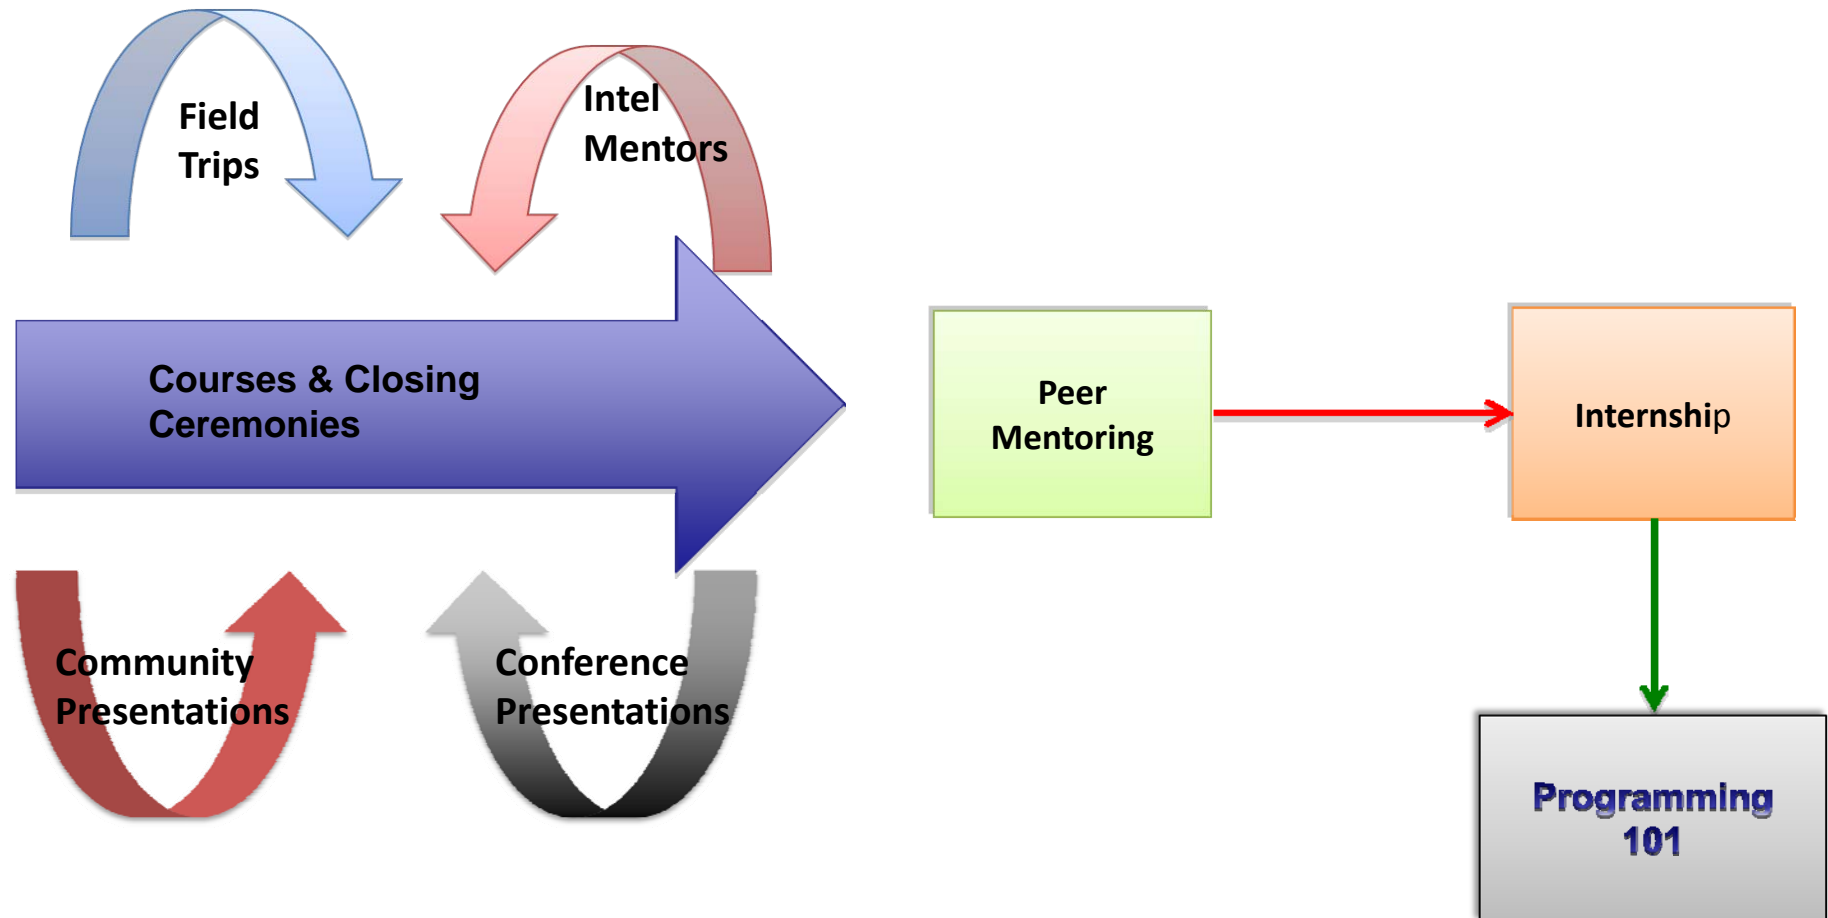 Field
Trips
Intel
Mentors
Courses & Closing
Ceremonies
Peer
Mentoring
Internship
Community
Presentations
Conference
Presentations
Programming
101